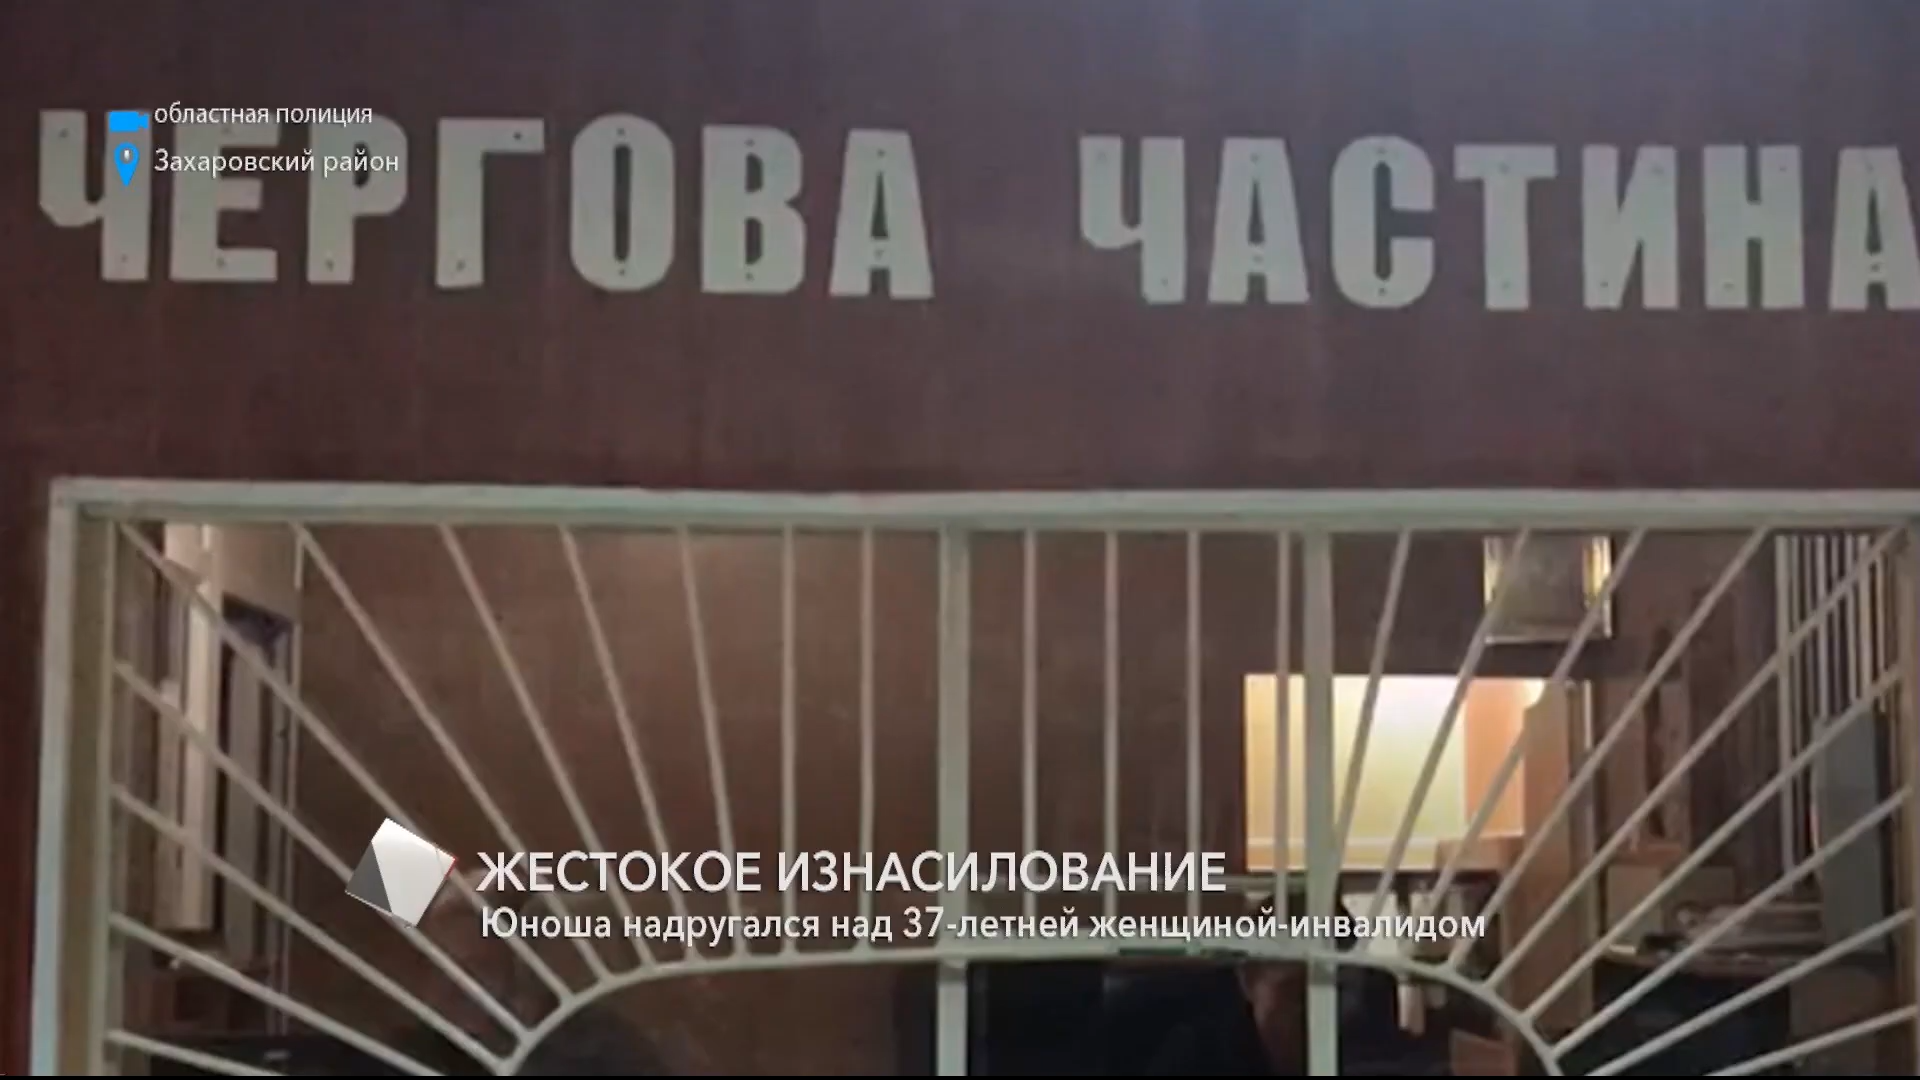 областная полиция
Захаровский район
ЧЕРГОВА ЧАСТИНА
ЖЕСТОКОЕ ИЗНАСИЛОВАНИЕ
Юноша надругался над 37-летней женщиной-инвалидом